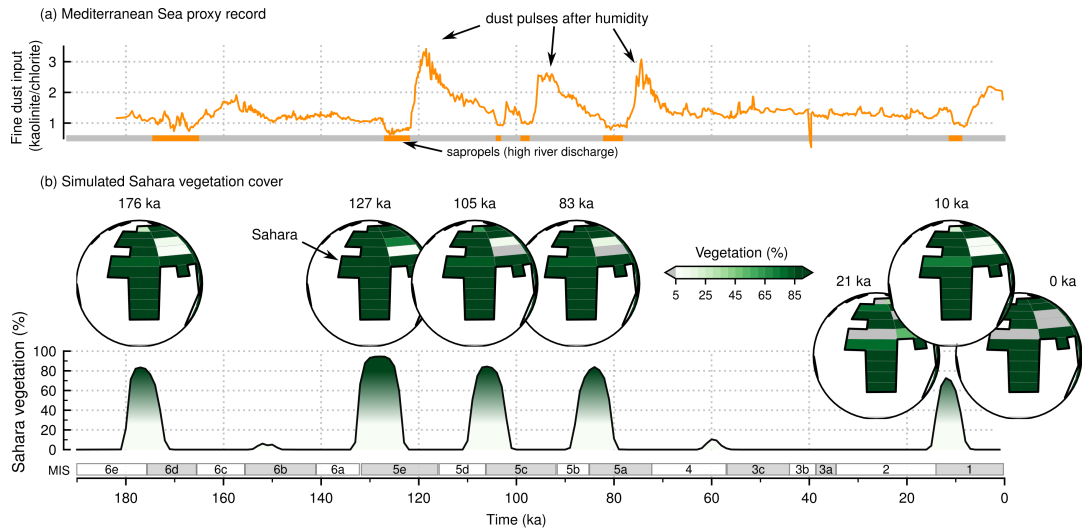 (a) Mediterranean Sea proxy record
dust pulses after humidity
Fine dust input
(kaolinite/chlorite)
3
2
1
sapropels (high river discharge)
(b) Simulated Sahara vegetation cover
176 ka
127 ka
105 ka
83 ka
10 ka
Sahara
Vegetation (%)
5 25 45 65 85
21 ka
0 ka
Sahara vegetation (%)
100
80
60
40
20
0
MIS 6e 6d 6c 6b 6a 5e 5d 5c 5b 5a 4 3c 3b 3a 2 1
180 160 140 120 100 80 60 40 20 0
Time (ka)